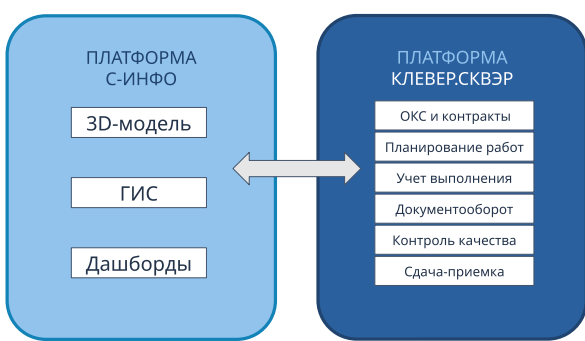 ПЛАТФОРМА
С-ИНФО
3D-модель
ГИС
Дашборды
ПЛАТФОРМА
КЛЕВЕР.СКВЭР
ОКС и контракты
Планирование работ
Учет выполнения
Документооборот
Контроль качества
Сдача-приемка